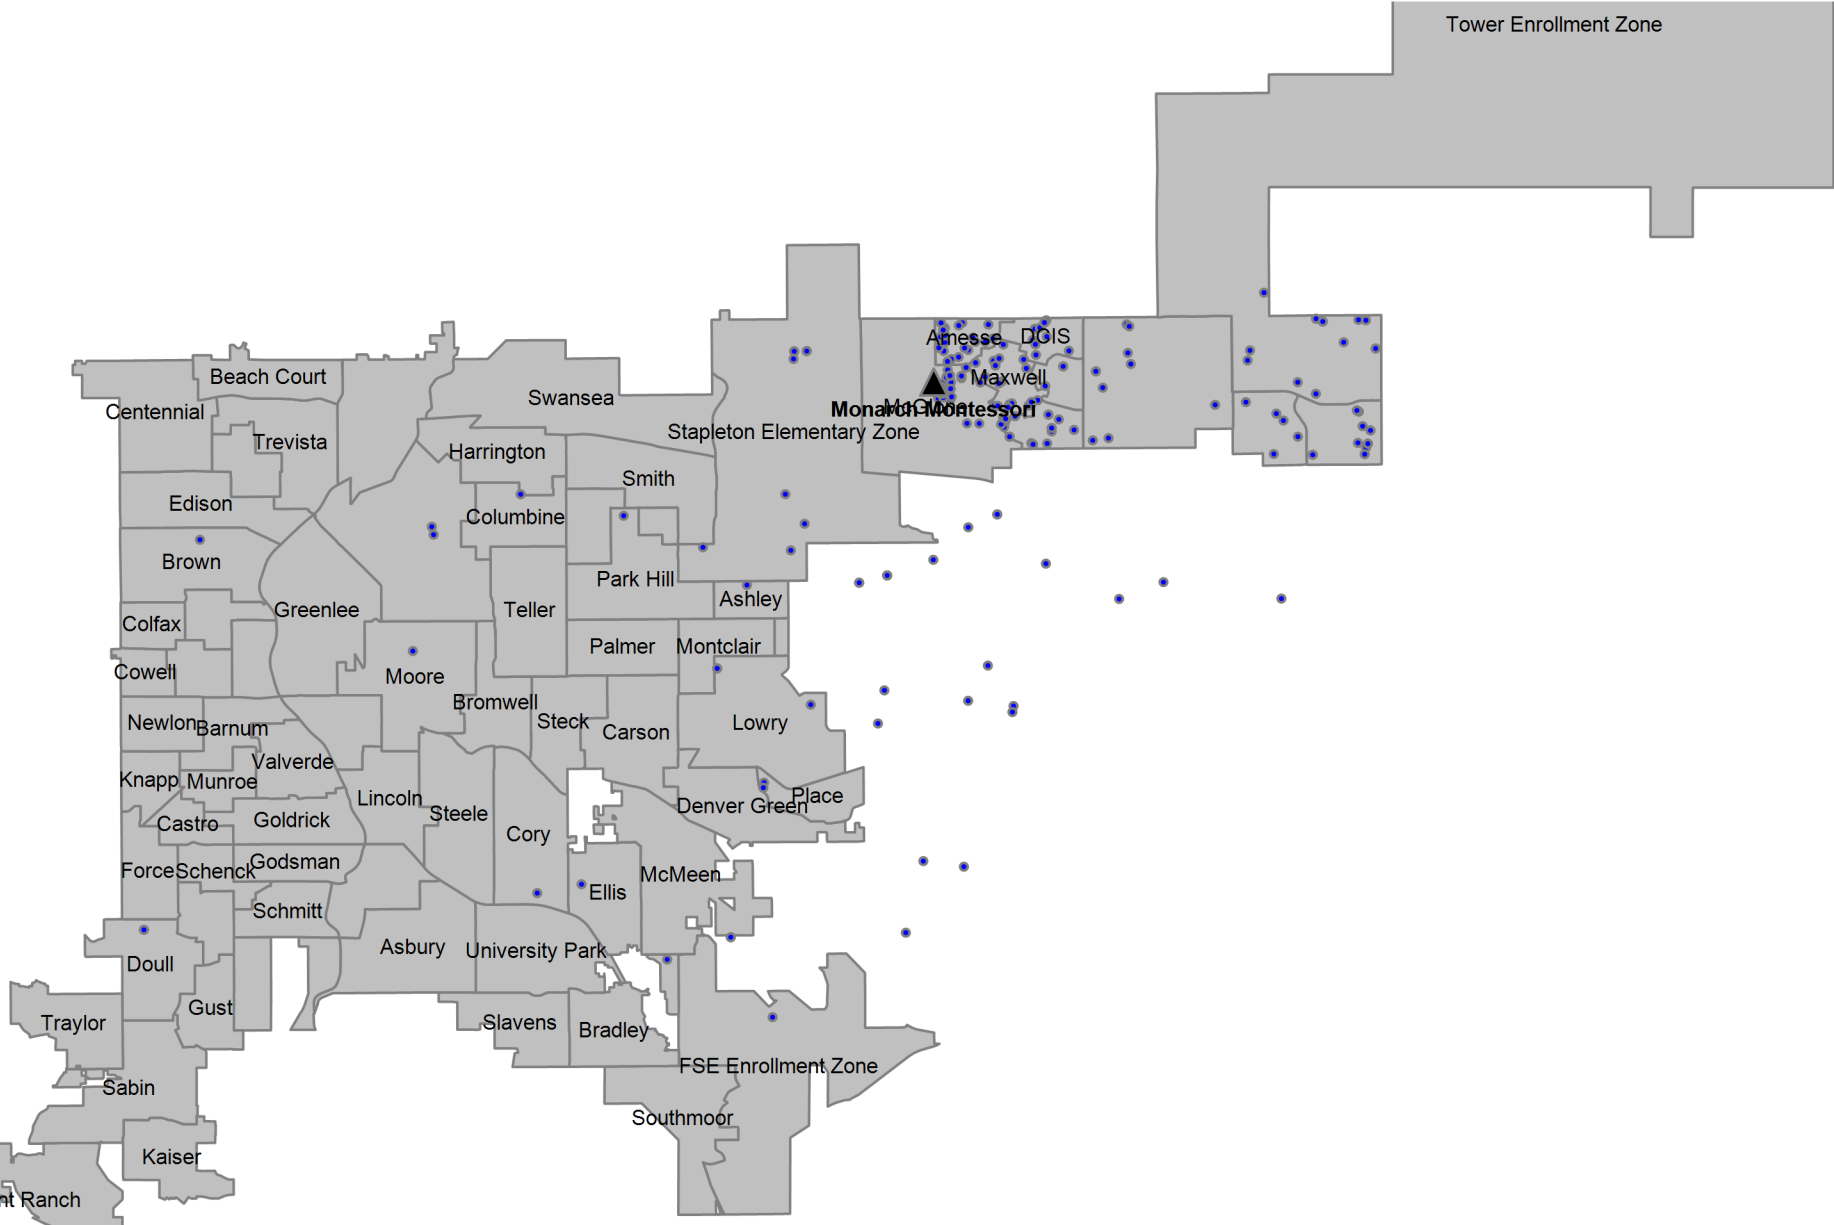 Tower Enrollment Zone
Amesse
DCIS
Beach Court
Maxwell
Swansea
Centennial
McGlone
Monarch Montessori
Stapleton Elementary Zone
Trevista
Harrington
Smith
Edison
Columbine
Brown
Park Hill
Ashley
Greenlee
Teller
Colfax
Palmer
Montclair
Cowell
Moore
Bromwell
Newlon
Barnum
Steck
Carson
Lowry
Valverde
Knapp
Munroe
Lincoln
Place
Denver Green
Steele
Castro
Goldrick
Cory
Godsman
Force
Schenck
McMeen
Ellis
Schmitt
Asbury
University Park
Doull
Gust
Traylor
Slavens
Bradley
FSE Enrollment Zone
Sabin
Southmoor
Kaiser
nt Ranch